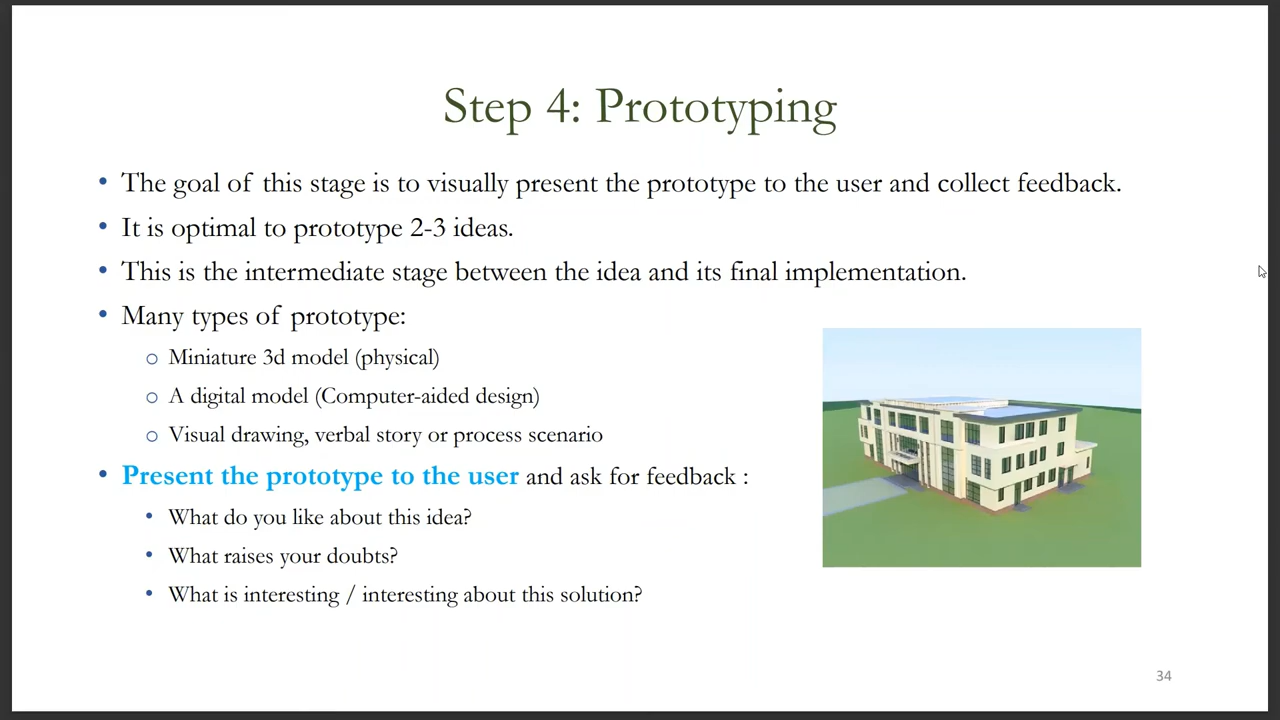 Step 4: Prototyping
• The goal of this stage is to visually present the prototype to the user and collect feedback.
• It is optimal to prototype 2-3 ideas.
• This is the intermediate stage between the idea and its final implementation.
• Many types of prototype:
o Miniature 3d model (physical)
o A digital model (Computer-aided design)
o Visual drawing, verbal story or process scenario
• Present the prototype to the user and ask for feedback :
• What do you like about this idea?
• What raises your doubts?
• What is interesting / interesting about this solution?
34